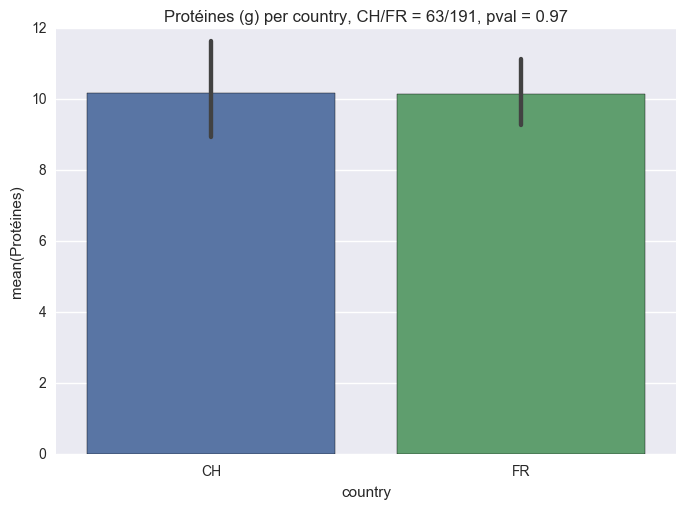 Protéines (g) per country, CH/FR = 63/191, pval = 0.97
12
10
8
6
4
2
0
mean(Protéines)
CH
FR
country